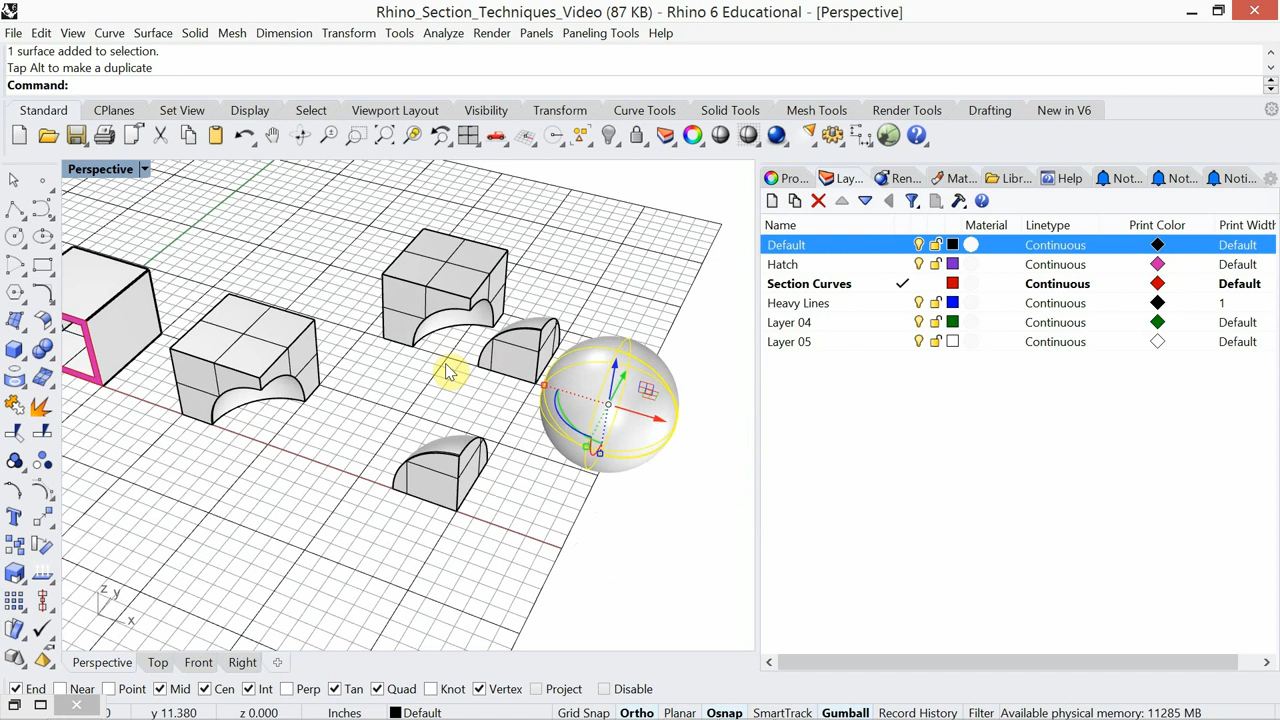 Rhino_Section_Techniques_Video (87 KB) - Rhino 6 Educational - [Perspective]
File Edit View Curve Surface Solid Mesh Dimension Transform Tools Analyze Render Panels Paneling Tools Help
1 surface added to selection.
Tap Alt to make a duplicate
Command:
Standard CPlanes Set View Display Select Viewport Layout Visibility Transform Curve Tools Solid Tools Mesh Tools Render Tools Drafting New in V6
Perspective
Pro... Lay... Ren... Mat... Libr... Help Not... Not... Noti...
Name Material Linetype Print Color Print Width
Default Continuous Default
Hatch Continuous Default
Section Curves Continuous Default
Heavy Lines Continuous 1
Layer 04 Continuous Default
Layer 05 Continuous Default
z y
x
Perspective Top Front Right
End Near Point Mid Cen Int Perp Tan Quad Knot Vertex Project Disable
y 11.380 z 0.000 Inches Default Grid Snap Ortho Planar Osnap SmartTrack Gumball Record History Filter Available physical memory: 11285 MB